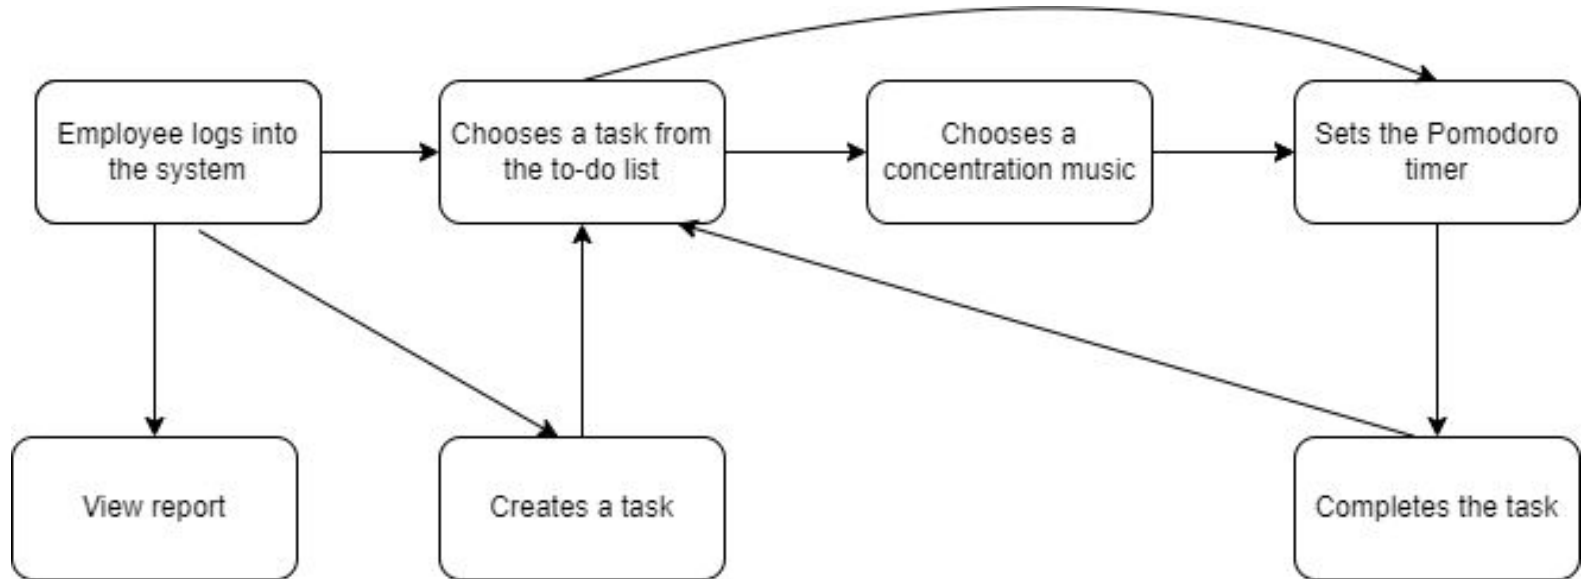 Employee logs into
the system
Chooses a task from
the to-do list
Chooses a
concentration music
Sets the Pomodoro
timer
View report
Creates a task
Completes the task